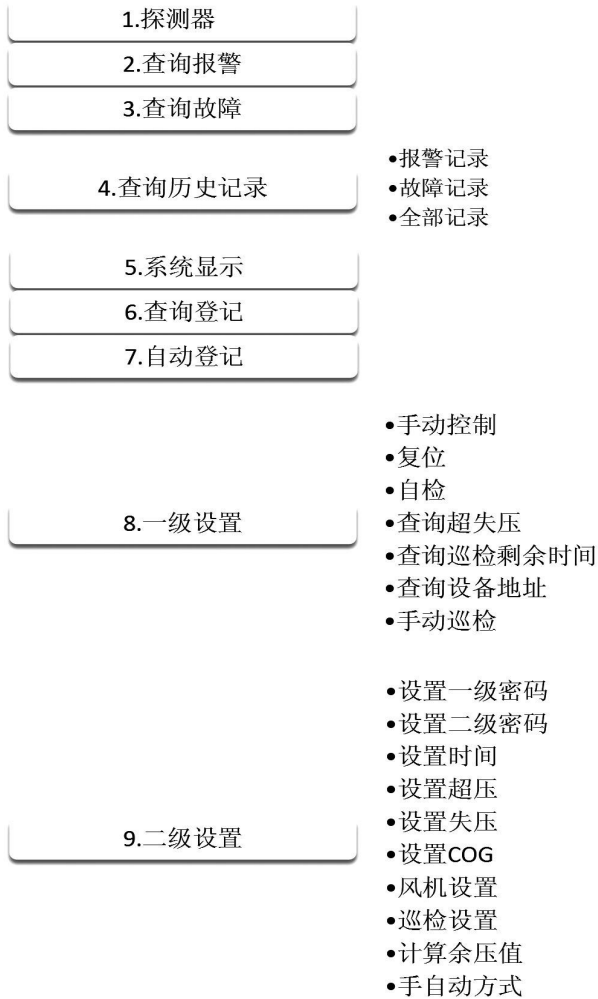 1.探测器
2.查询报警
3.查询故障
4.查询历史记录
•报警记录
•故障记录
•全部记录
5.系统显示
6.查询登记
7.自动登记
8.一级设置
•手动控制
•复位
•自检
•查询超失压
•查询巡检剩余时间
•查询设备地址
•手动巡检
9.二级设置
•设置一级密码
•设置二级密码
•设置时间
•设置超压
•设置失压
•设置COG
•风机设置
•巡检设置
•计算余压值
•手自动方式